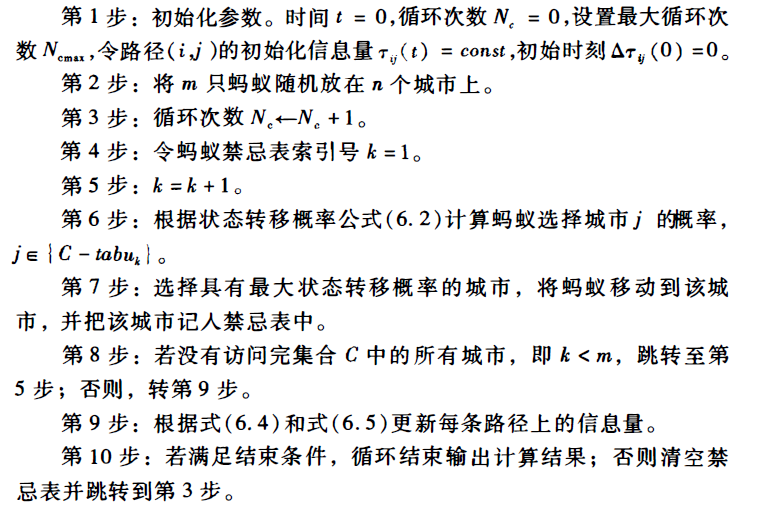 第1步：初始化参数。时间 t = 0,循环次数 N_c = 0,设置最大循环次
数 N_cmax,令路径(i,j)的初始化信息量 τ_ij(t) = const,初始时刻 Δτ_ij(0) =0。
第2步：将 m 只蚂蚁随机放在 n 个城市上。
第3步：循环次数 N_c←N_c +1。
第4步：令蚂蚁禁忌表索引号 k=1。
第5步：k=k+1。
第6步：根据状态转移概率公式(6.2)计算蚂蚁选择城市 j 的概率，
j∈{C-tabu_k}。
第7步：选择具有最大状态转移概率的城市，将蚂蚁移动到该城
市，并把该城市记人禁忌表中。
第8步：若没有访问完集合 C 中的所有城市，即 k<m，跳转至第
5步；否则，转第9步。
第9步：根据式(6.4)和式(6.5)更新每条路径上的信息量。
第10步：若满足结束条件，循环结束输出计算结果；否则清空禁
忌表并跳转到第3步。